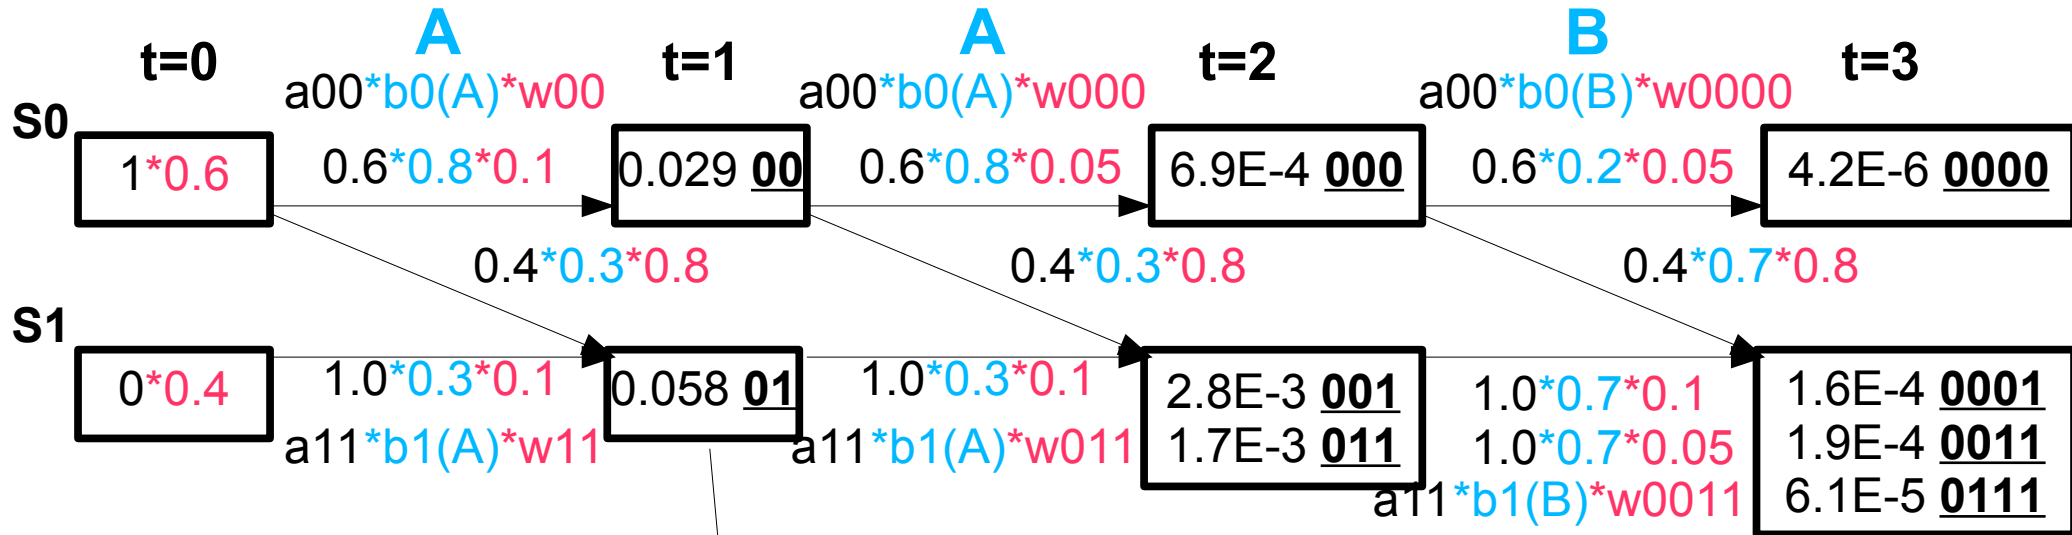 A A B
t=0 t=1 t=2 t=3
a00*b0(A)*w00 a00*b0(A)*w000 a00*b0(B)*w0000
S0
1*0.6 0.6*0.8*0.1 0.029 00 0.6*0.8*0.05 6.9E-4 000 0.6*0.2*0.05 4.2E-6 0000
0.4*0.3*0.8 0.4*0.3*0.8 0.4*0.7*0.8
S1
0*0.4 1.0*0.3*0.1 0.058 01 1.0*0.3*0.1 2.8E-3 001 1.0*0.7*0.1 1.6E-4 0001
a11*b1(A)*w11 a11*b1(A)*w011 1.7E-3 011 1.0*0.7*0.05 1.9E-4 0011
a11*b1(B)*w0011 6.1E-5 0111